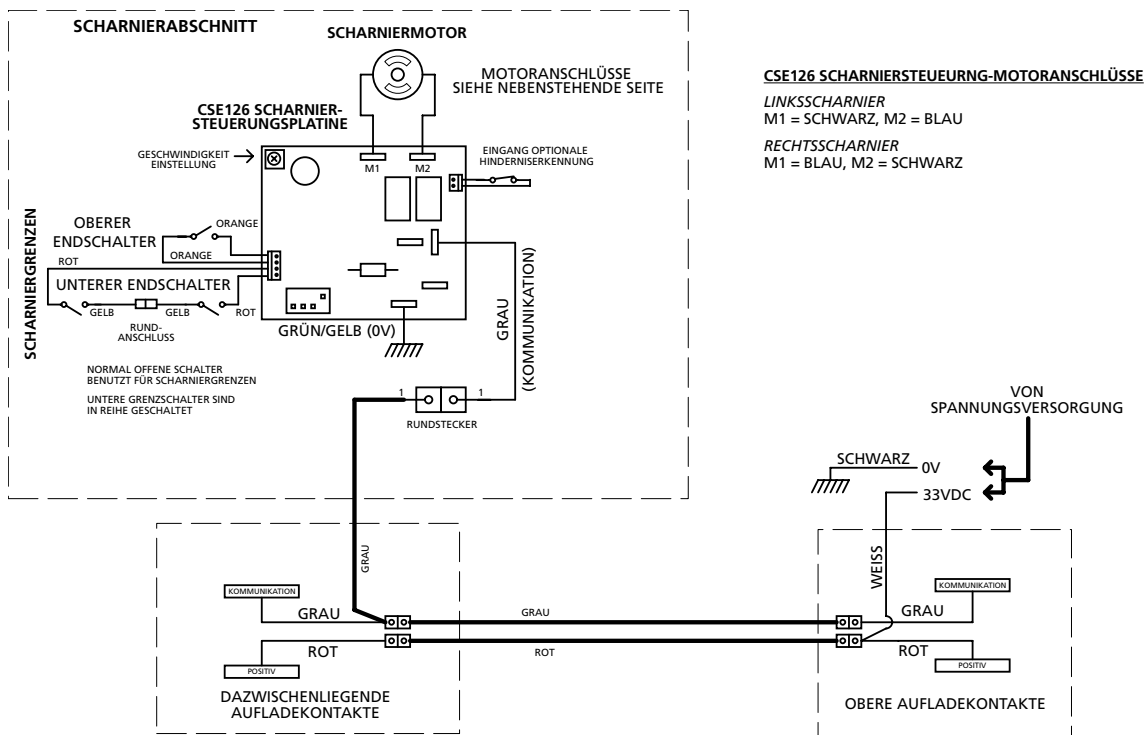 SCHARNIERABSCHNITT
SCHARNIERMOTOR
MOTORANSCHLÜSSE
SIEHE NEBENSTEHENDE SEITE
CSE126 SCHARNIERSTEUEURNG-MOTORANSCHLÜSSE
LINKSSCHARNIER
M1 = SCHWARZ, M2 = BLAU
RECHTSSCHARNIER
M1 = BLAU, M2 = SCHWARZ
CSE126 SCHARNIER-
STEUERUNGSPLATINE
GESCHWINDIGKEIT
EINSTELLUNG
M1
M2
EINGANG OPTIONALE
HINDERNISERKENNUNG
SCHARNIERGRENZEN
OBERER
ENDSCHALTER
ORANGE
ORANGE
ROT
UNTERER ENDSCHALTER
GELB
GELB
ROT
RUND-
ANSCHLUSS
GRÜN/GELB (0V)
GRAU
(KOMMUNIKATION)
NORMAL OFFENE SCHALTER
BENUTZT FÜR SCHARNIERGRENZEN
UNTERE GRENZSCHALTER SIND
IN REIHE GESCHALTET
1
1
RUNDSTECKER
VON
SPANNUNGSVERSORGUNG
SCHWARZ
0V
33VDC
WEISS
GRAU
KOMMUNIKATION
GRAU
GRAU
GRAU
KOMMUNIKATION
ROT
ROT
ROT
POSITIV
POSITIV
DAZWISCHENLIEGENDE
AUFLADEKONTAKTE
OBERE AUFLADEKONTAKTE